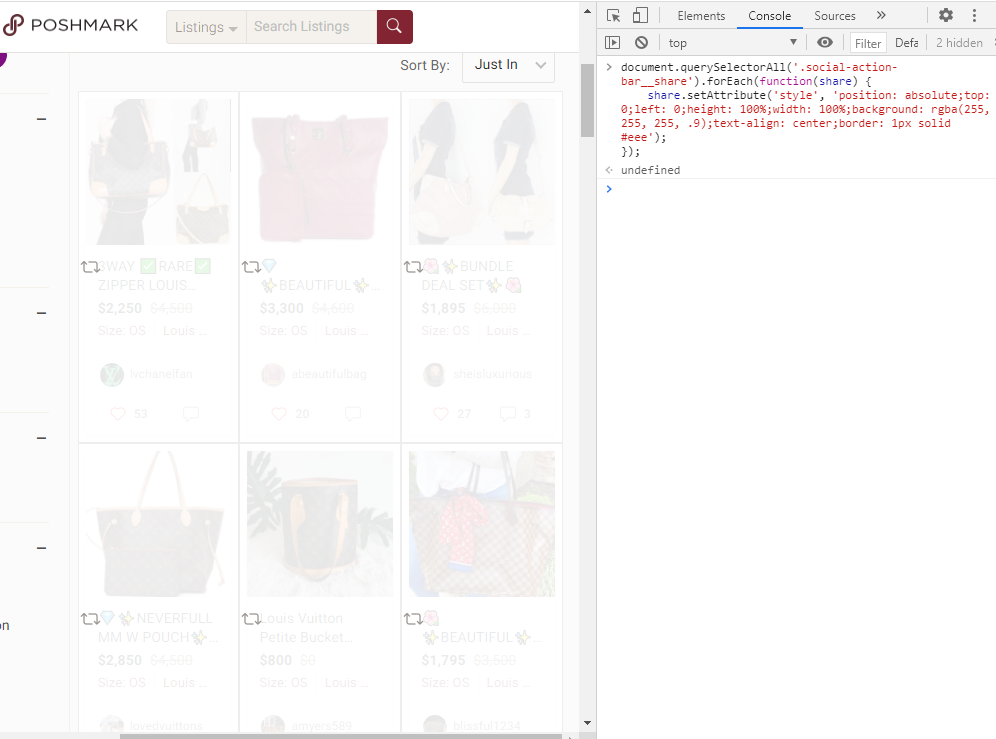 POSHMARK
Listings
Search Listings
Sort By:
Just In
3WAY ✅RARE✅
ZIPPER LOUIS...
$2,250 $4,500
Size: OS Louis ...
lvchanelfan
53
💎
✨BEAUTIFUL✨...
$3,300 $4,600
Size: OS Louis ...
abeautifulbag
20
🌺✨BUNDLE
DEAL SET✨🌺
$1,895 $6,000
Size: OS Louis ...
sheisluxurious
27
3
💎✨NEVERFULL
MM W POUCH✨...
$2,850 $4,500
Size: OS Louis ...
lovedvuittons
Louis Vuitton
Petite Bucket...
$800 $0
Size: OS Louis ...
amyers589
🌺
✨BEAUTIFUL✨...
$1,795 $3,500
Size: OS Louis ...
blissful1234
on
Elements Console Sources
top
Filter
Defa
2 hidden
document.querySelectorAll('.social-action-
bar__share').forEach(function(share) {
share.setAttribute('style', 'position: absolute;top:
0;left: 0;height: 100%;width: 100%;background: rgba(255,
255, 255, .9);text-align: center;border: 1px solid
#eee');
});
undefined